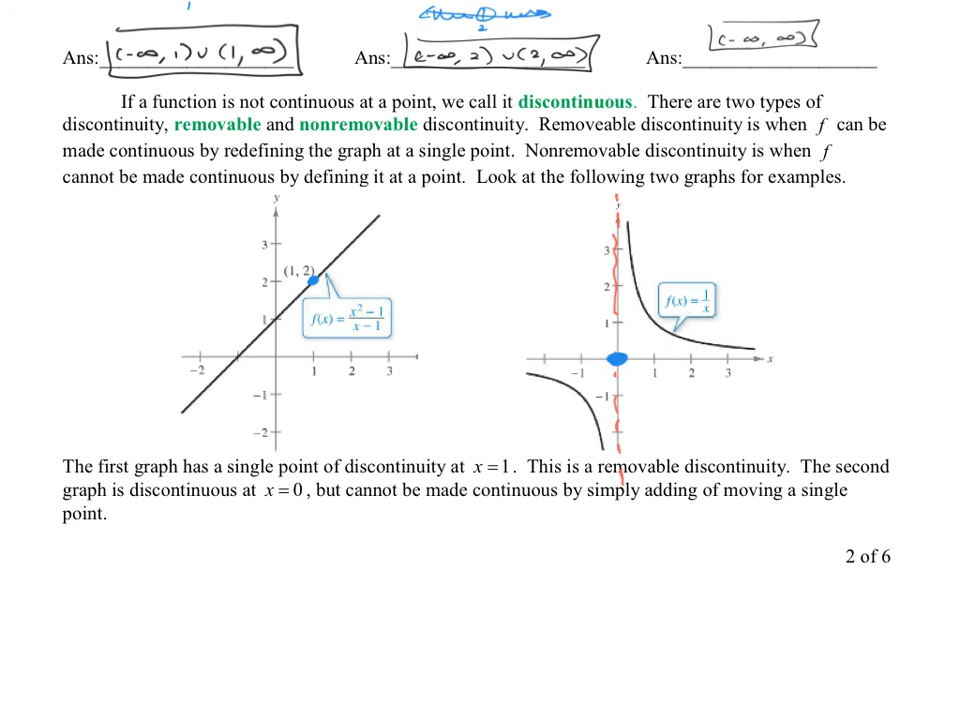 1
2
Ans: (-∞, 1) ∪ (1, ∞) Ans: (-∞, 2) ∪ (2, ∞) Ans: (-∞, ∞)
If a function is not continuous at a point, we call it discontinuous. There are two types of
discontinuity, removable and nonremovable discontinuity. Removeable discontinuity is when f can be
made continuous by redefining the graph at a single point. Nonremovable discontinuity is when f
cannot be made continuous by defining it at a point. Look at the following two graphs for examples.
y y
3 3
(1, 2)
2 2
f(x) = 1/x
1 f(x) = (x² – 1)/(x – 1) 1
x
–2 1 2 3 –1 1 2 3
–1 –1
–2
The first graph has a single point of discontinuity at x = 1. This is a removable discontinuity. The second
graph is discontinuous at x = 0, but cannot be made continuous by simply adding of moving a single
point.
2 of 6